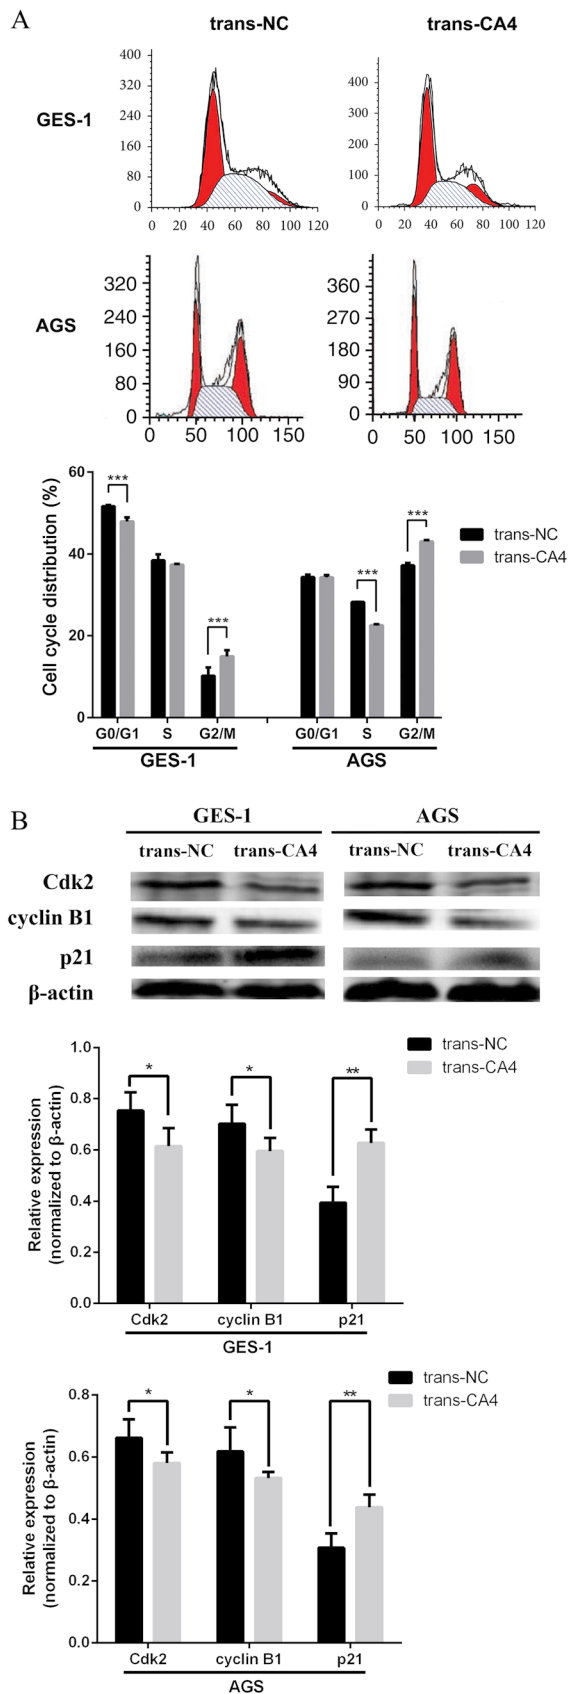 A
trans-NC trans-CA4
GES-1
400
320
240
160
80
0
0 20 40 60 80 100 120
400
300
200
100
0
0 20 40 60 80 100 120
AGS
320
240
160
80
0
0 50 100 150
360
270
180
90
0
0 50 100 150
Cell cycle distribution (%)
60
40
20
0
*** *** *** ***
trans-NC
trans-CA4
G0/G1 S G2/M G0/G1 S G2/M
GES-1 AGS
B
GES-1 AGS
trans-NC trans-CA4 trans-NC trans-CA4
Cdk2
cyclin B1
p21
β-actin
Relative expression
(normalized to β-actin)
1.0
0.8
0.6
0.4
0.2
0.0
* * **
trans-NC
trans-CA4
Cdk2 cyclin B1 p21
GES-1
Relative expression
(normalized to β-actin)
0.8
0.6
0.4
0.2
0.0
* * **
trans-NC
trans-CA4
Cdk2 cyclin B1 p21
AGS